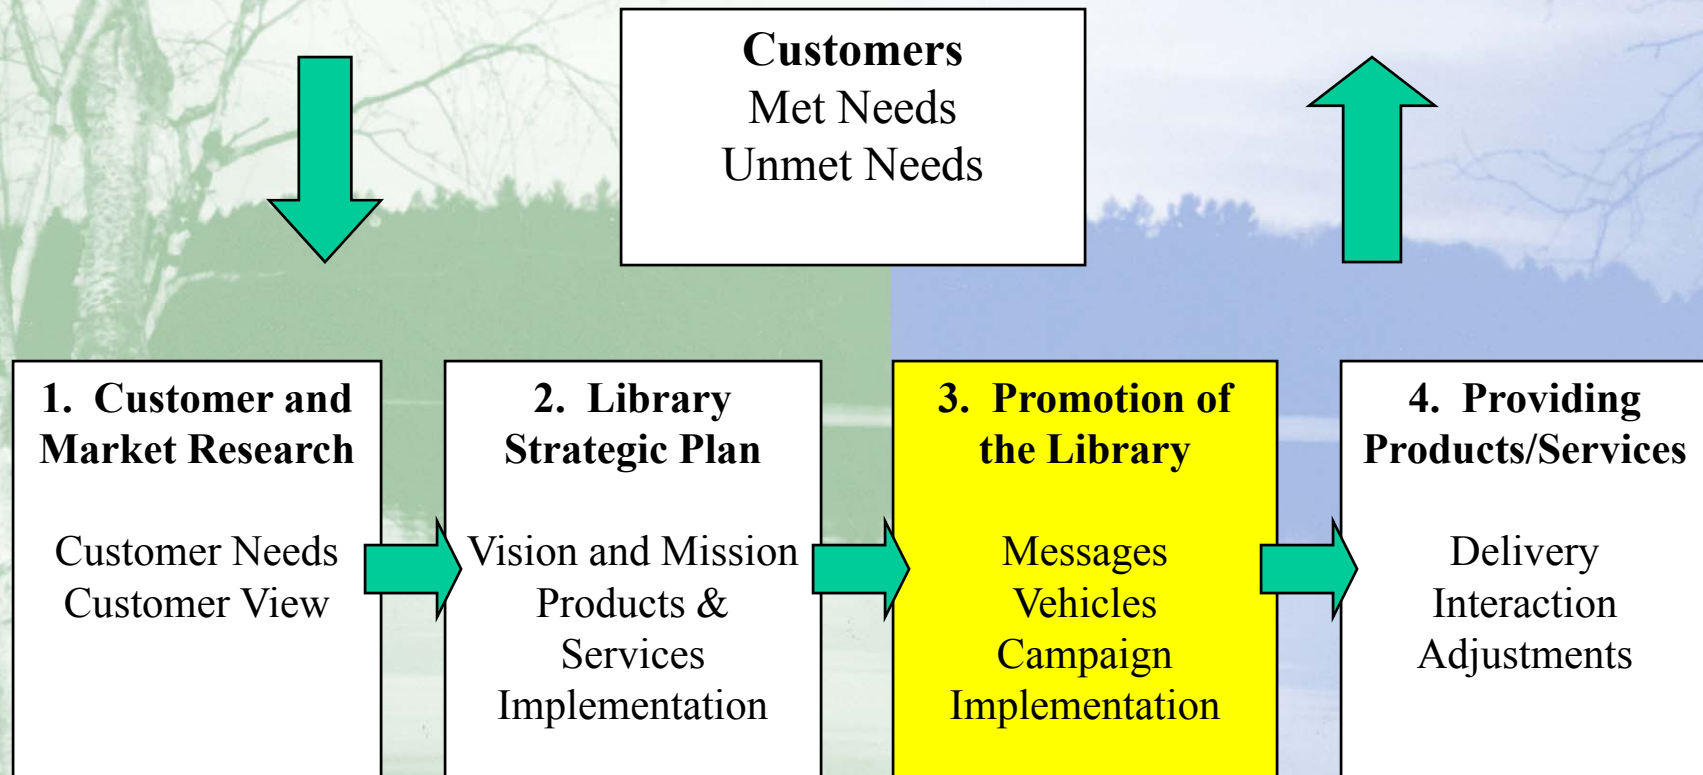 Customers
Met Needs
Unmet Needs
1. Customer and
Market Research
Customer Needs
Customer View
2. Library
Strategic Plan
Vision and Mission
Products &
Services
Implementation
3. Promotion of
the Library
Messages
Vehicles
Campaign
Implementation
4. Providing
Products/Services
Delivery
Interaction
Adjustments